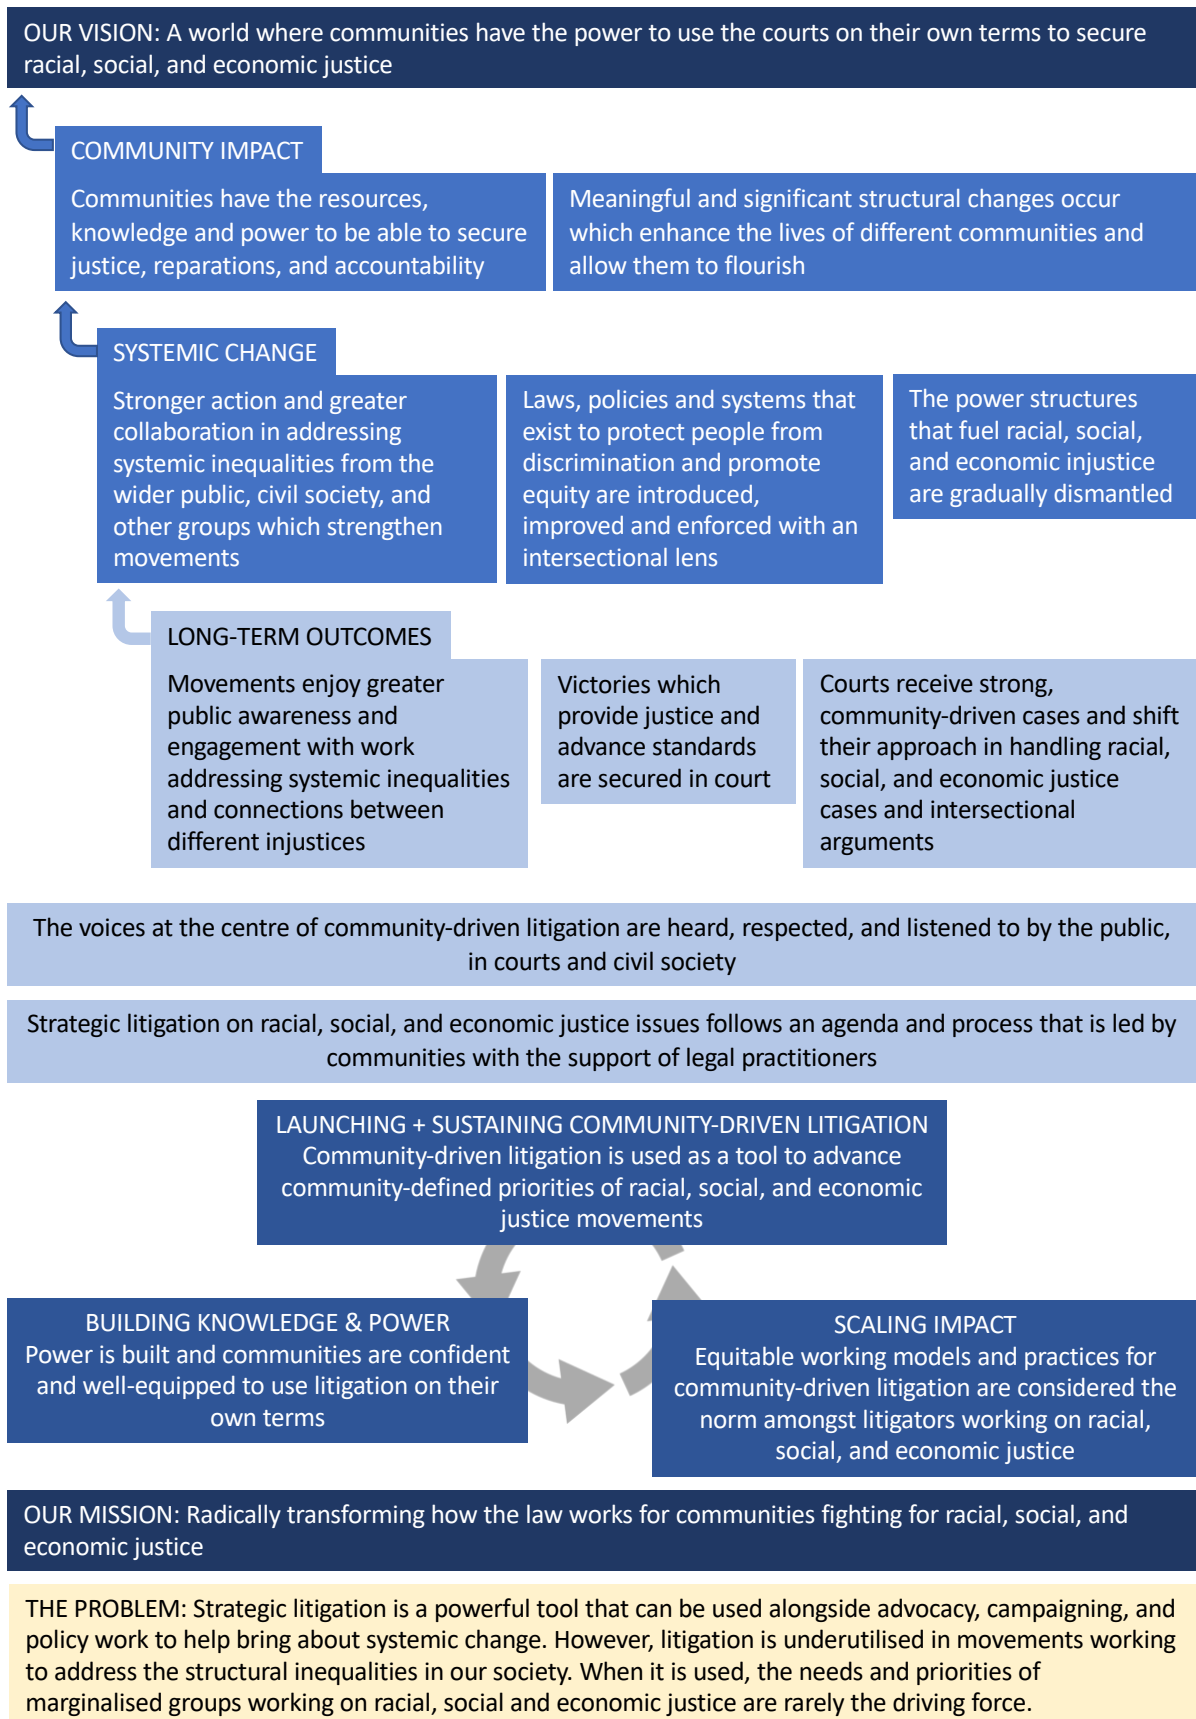 OUR VISION: A world where communities have the power to use the courts on their own terms to secure
racial, social, and economic justice
COMMUNITY IMPACT
Communities have the resources,
knowledge and power to be able to secure
justice, reparations, and accountability
Meaningful and significant structural changes occur
which enhance the lives of different communities and
allow them to flourish
SYSTEMIC CHANGE
Stronger action and greater
collaboration in addressing
systemic inequalities from the
wider public, civil society, and
other groups which strengthen
movements
Laws, policies and systems that
exist to protect people from
discrimination and promote
equity are introduced,
improved and enforced with an
intersectional lens
The power structures
that fuel racial, social,
and economic injustice
are gradually dismantled
LONG-TERM OUTCOMES
Movements enjoy greater
public awareness and
engagement with work
addressing systemic inequalities
and connections between
different injustices
Victories which
provide justice and
advance standards
are secured in court
Courts receive strong,
community-driven cases and shift
their approach in handling racial,
social, and economic justice
cases and intersectional
arguments
The voices at the centre of community-driven litigation are heard, respected, and listened to by the public,
in courts and civil society
Strategic litigation on racial, social, and economic justice issues follows an agenda and process that is led by
communities with the support of legal practitioners
LAUNCHING + SUSTAINING COMMUNITY-DRIVEN LITIGATION
Community-driven litigation is used as a tool to advance
community-defined priorities of racial, social, and economic
justice movements
BUILDING KNOWLEDGE & POWER
Power is built and communities are confident
and well-equipped to use litigation on their
own terms
SCALING IMPACT
Equitable working models and practices for
community-driven litigation are considered the
norm amongst litigators working on racial,
social, and economic justice
OUR MISSION: Radically transforming how the law works for communities fighting for racial, social, and
economic justice
THE PROBLEM: Strategic litigation is a powerful tool that can be used alongside advocacy, campaigning, and
policy work to help bring about systemic change. However, litigation is underutilised in movements working
to address the structural inequalities in our society. When it is used, the needs and priorities of
marginalised groups working on racial, social and economic justice are rarely the driving force.